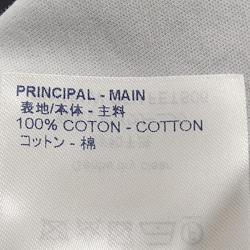 PRINCIPAL - MAIN
表地/本体 - 主料
100% COTON - COTTON
コットン - 棉